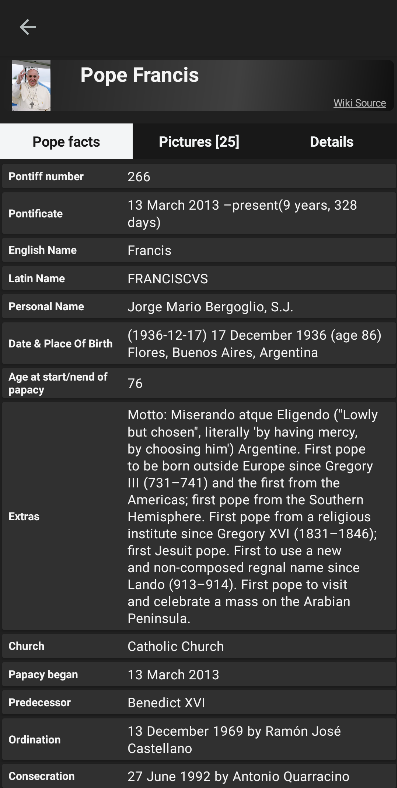 Pope Francis
Wiki Source
Pope facts
Pictures [25]
Details
Pontiff number
266
Pontificate
13 March 2013 –present(9 years, 328
days)
English Name
Francis
Latin Name
FRANCISCVS
Personal Name
Jorge Mario Bergoglio, S.J.
Date & Place Of Birth
(1936-12-17) 17 December 1936 (age 86)
Flores, Buenos Aires, Argentina
Age at start/nend of
papacy
76
Extras
Motto: Miserando atque Eligendo ("Lowly
but chosen", literally 'by having mercy,
by choosing him') Argentine. First pope
to be born outside Europe since Gregory
III (731–741) and the first from the
Americas; first pope from the Southern
Hemisphere. First pope from a religious
institute since Gregory XVI (1831–1846);
first Jesuit pope. First to use a new
and non-composed regnal name since
Lando (913–914). First pope to visit
and celebrate a mass on the Arabian
Peninsula.
Church
Catholic Church
Papacy began
13 March 2013
Predecessor
Benedict XVI
Ordination
13 December 1969 by Ramón José
Castellano
Consecration
27 June 1992 by Antonio Quarracino